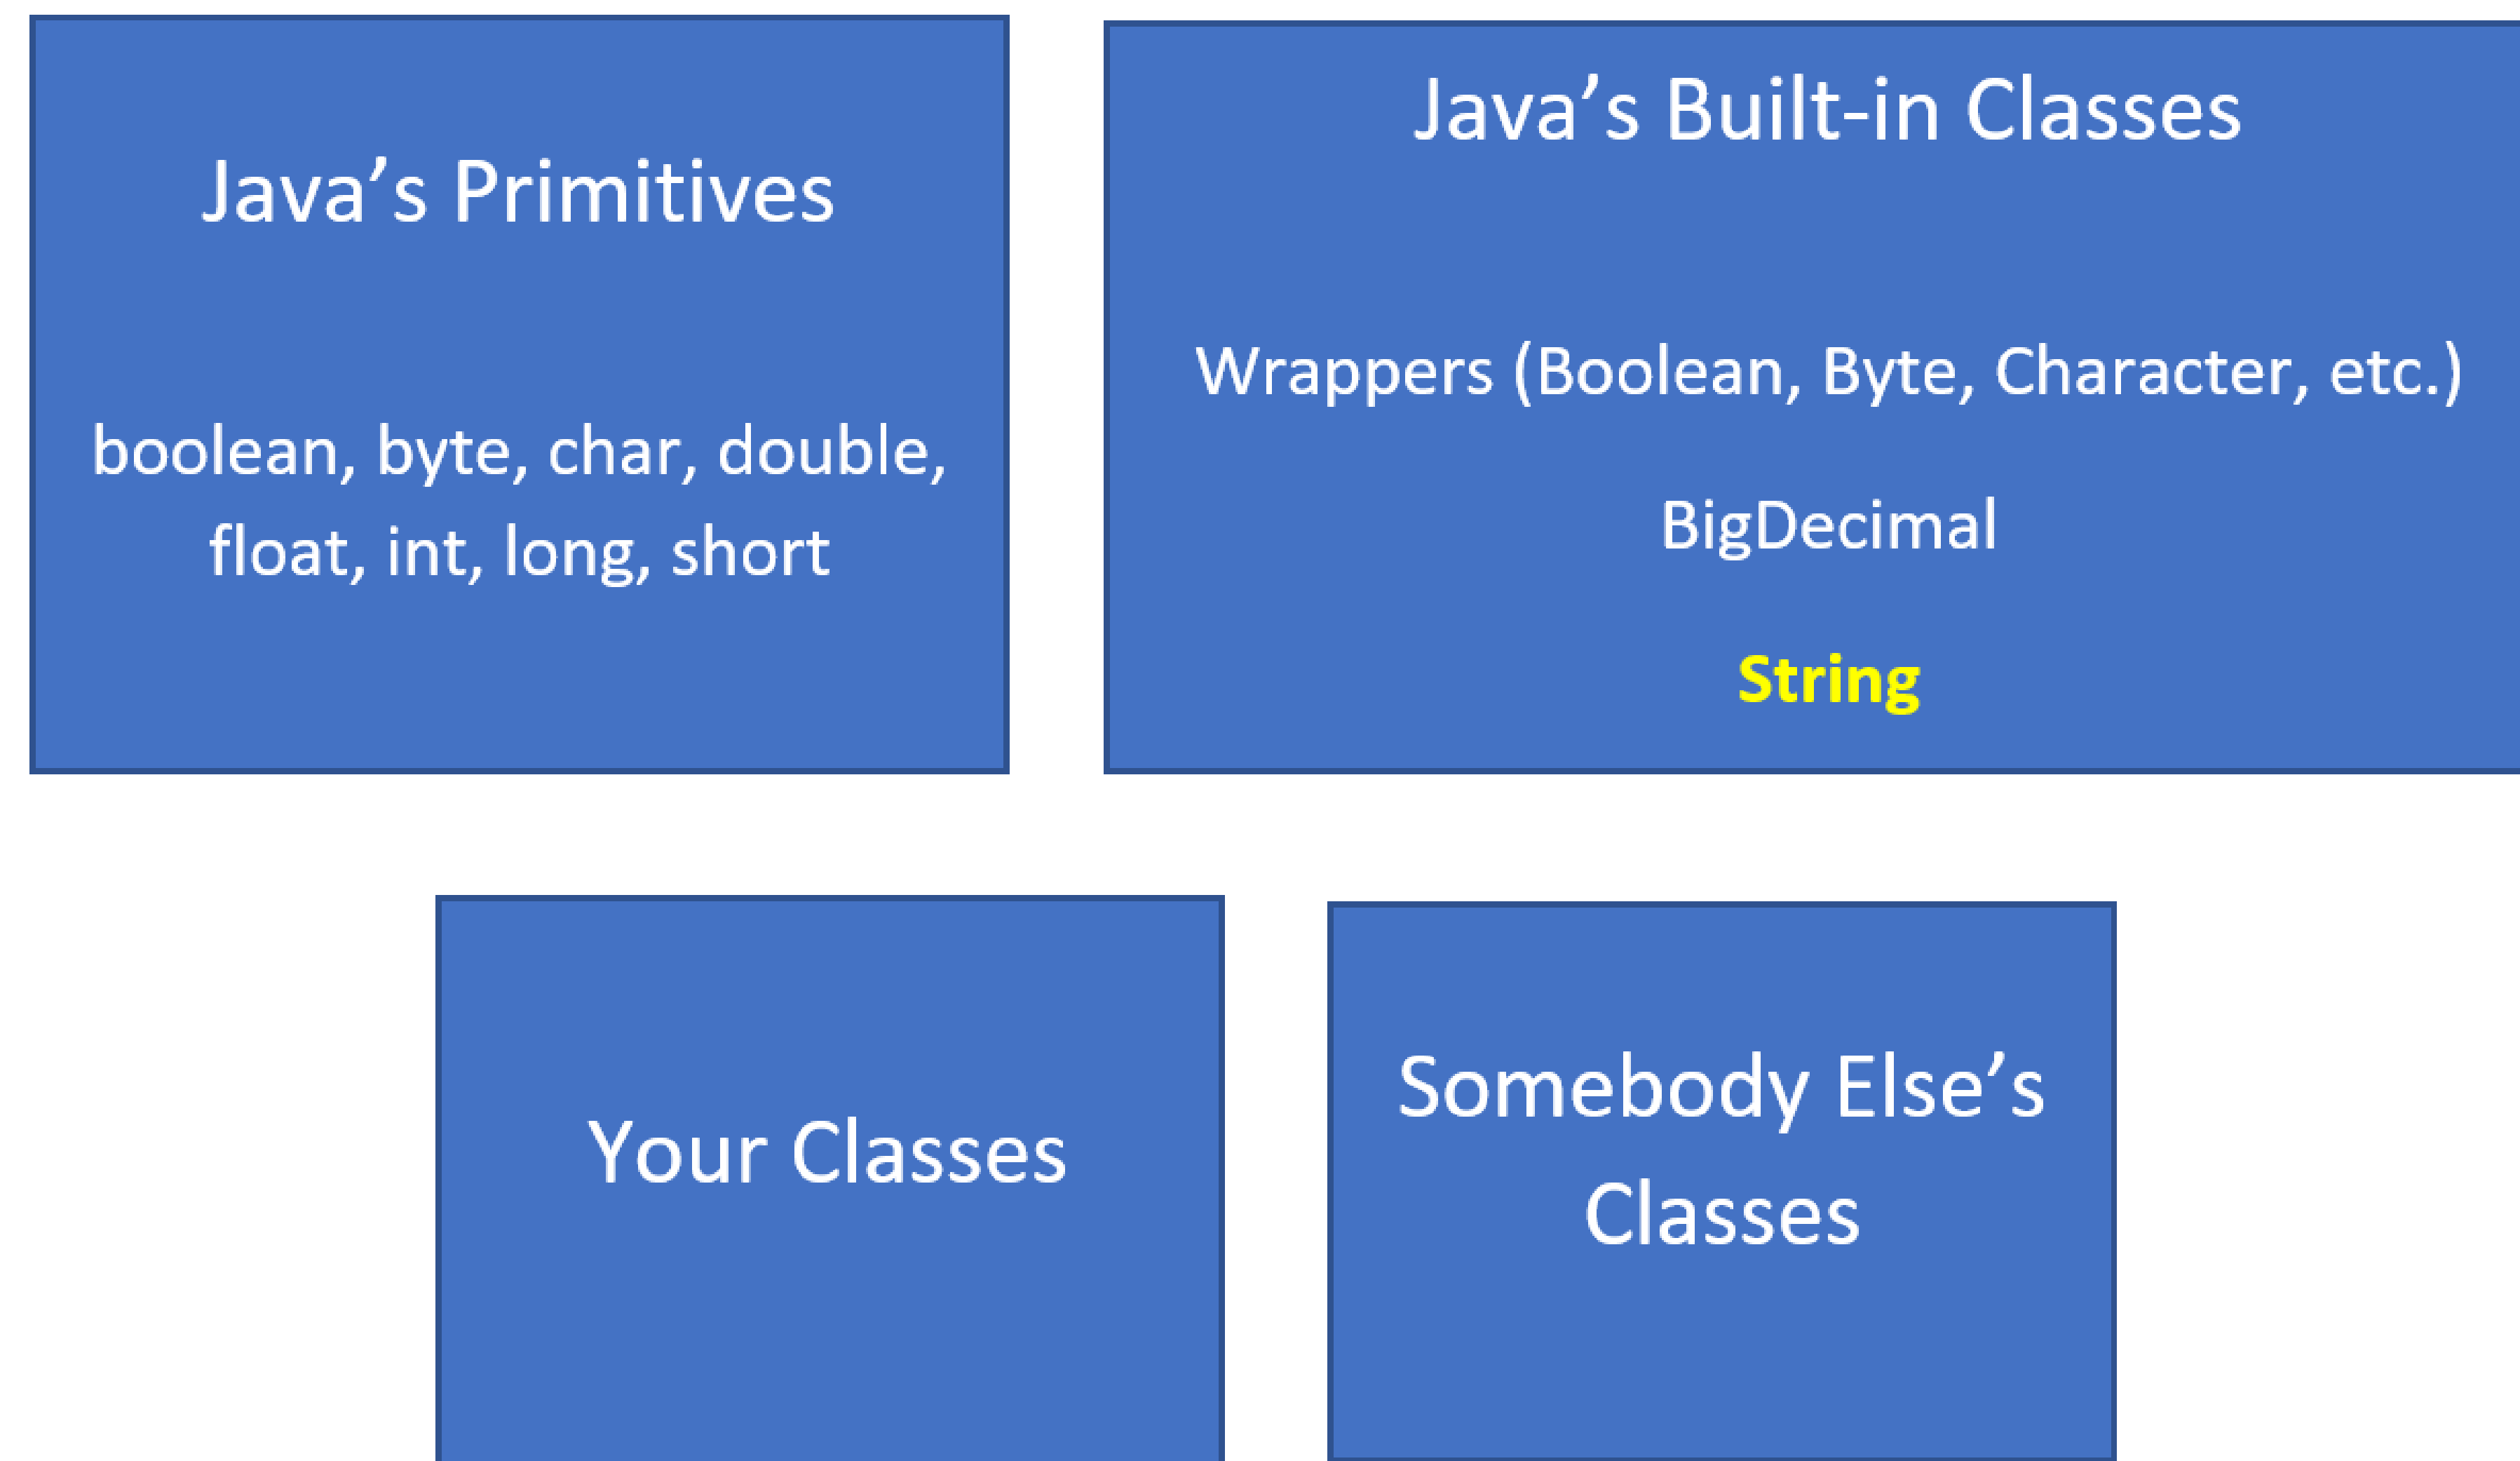 Java’s Primitives
boolean, byte, char, double,
float, int, long, short
Java’s Built-in Classes
Wrappers (Boolean, Byte, Character, etc.)
BigDecimal
String
Your Classes
Somebody Else’s
Classes